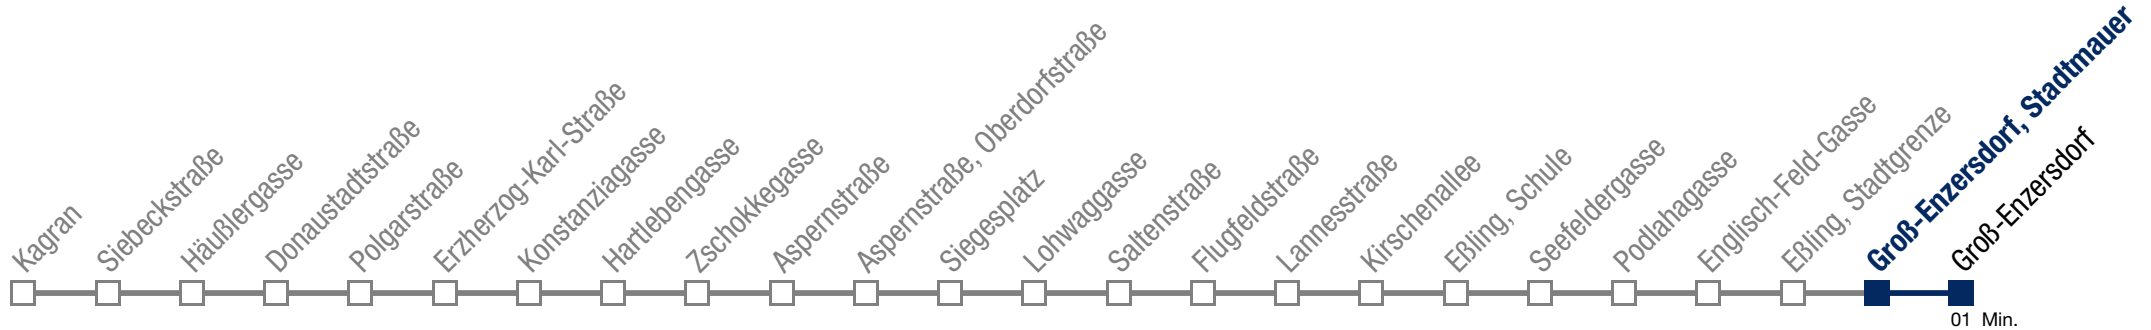 Kagran
Siebeckstraße
Häußlergasse
Donaustadtstraße
Polgarstraße
Erzherzog-Karl-Straße
Konstanziagasse
Hartlebengasse
Zschokkegasse
Aspernstraße
Aspernstraße, Oberdorfstraße
Siegesplatz
Lohwaggasse
Saltenstraße
Flugfeldstraße
Lannesstraße
Kirschenallee
Eßling, Schule
Seefeldergasse
Podlahagasse
Englisch-Feld-Gasse
Eßling, Stadtgrenze
Groß-Enzersdorf, Stadtmauer
Groß-Enzersdorf
01 Min.